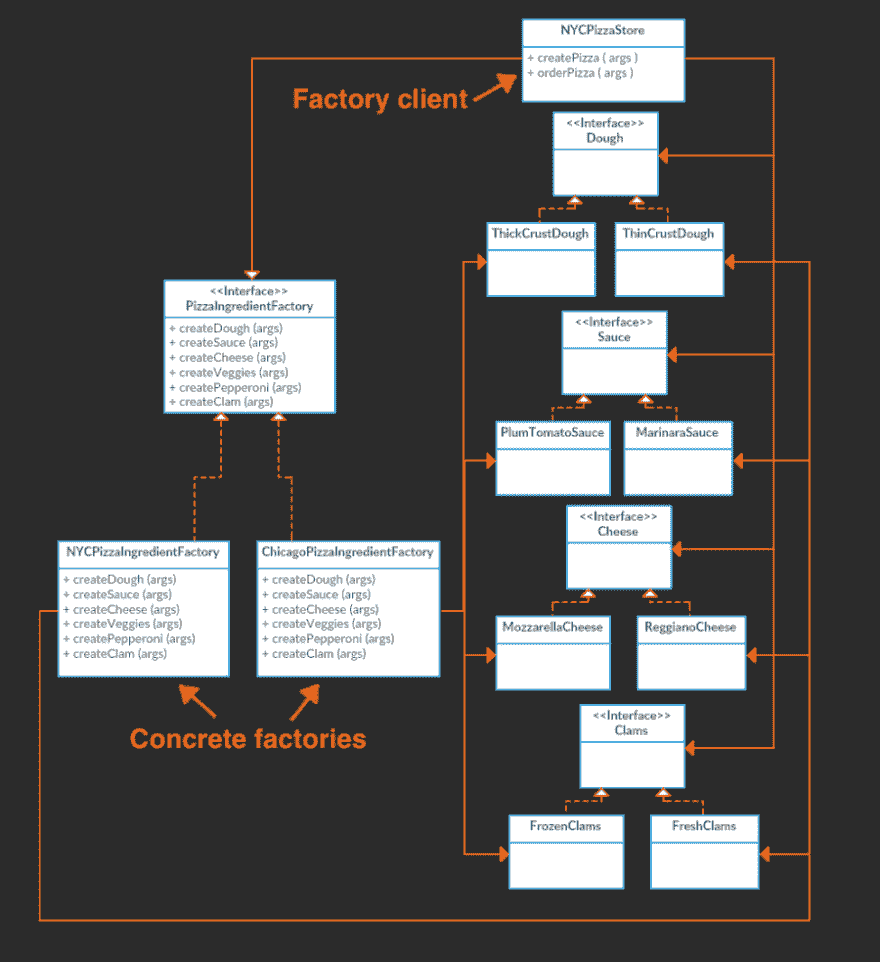 NYCPizzaStore
+ createPizza ( args )
+ orderPizza ( args )
Factory client
<<Interface>>
Dough
ThickCrustDough
ThinCrustDough
<<Interface>>
PizzaIngredientFactory
+ createDough (args)
+ createSauce (args)
+ createCheese (args)
+ createVeggies (args)
+ createPepperoni (args)
+ createClam (args)
<<Interface>>
Sauce
PlumTomatoSauce
MarinaraSauce
<<Interface>>
Cheese
NYCPizzaIngredientFactory
+ createDough (args)
+ createSauce (args)
+ createCheese (args)
+ createVeggies (args)
+ createPepperoni (args)
+ createClam (args)
ChicagoPizzaIngredientFactory
+ createDough (args)
+ createSauce (args)
+ createCheese (args)
+ createVeggies (args)
+ createPepperoni (args)
+ createClam (args)
MozzarellaCheese
ReggianoCheese
Concrete factories
<<Interface>>
Clams
FrozenClams
FreshClams